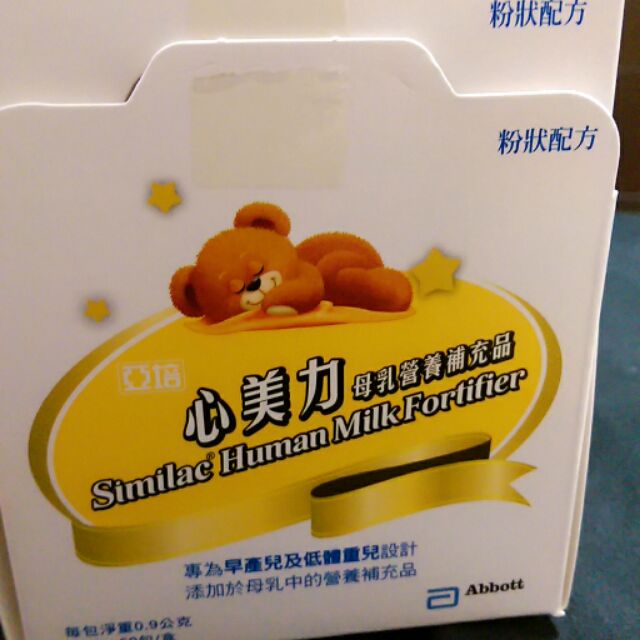 粉狀配方
粉狀配方
亞培
心美力 母乳營養補充品
Similac® Human Milk Fortifier
專為早產兒及低體重兒設計
添加於母乳中的營養補充品
Abbott
每包淨重0.9公克